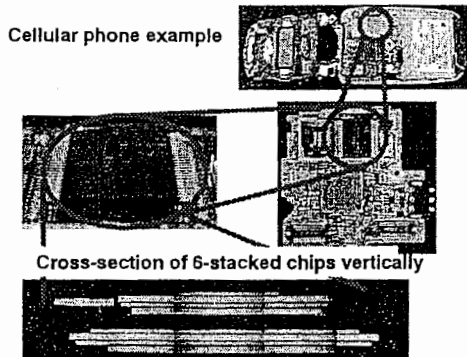 Cellular phone example
Cross-section of 6-stacked chips vertically